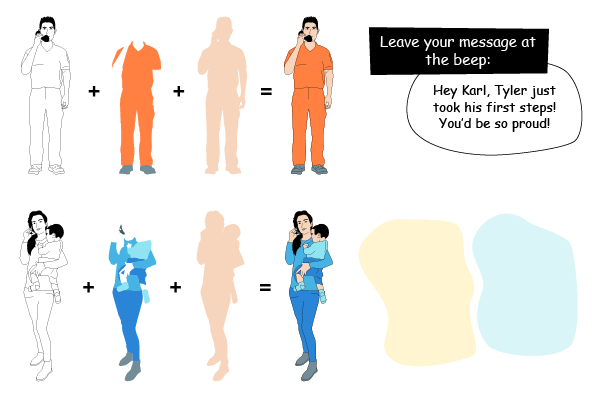 Leave your message at
the beep:
Hey Karl, Tyler just
took his first steps!
You'd be so proud!
+ + =
+ + =